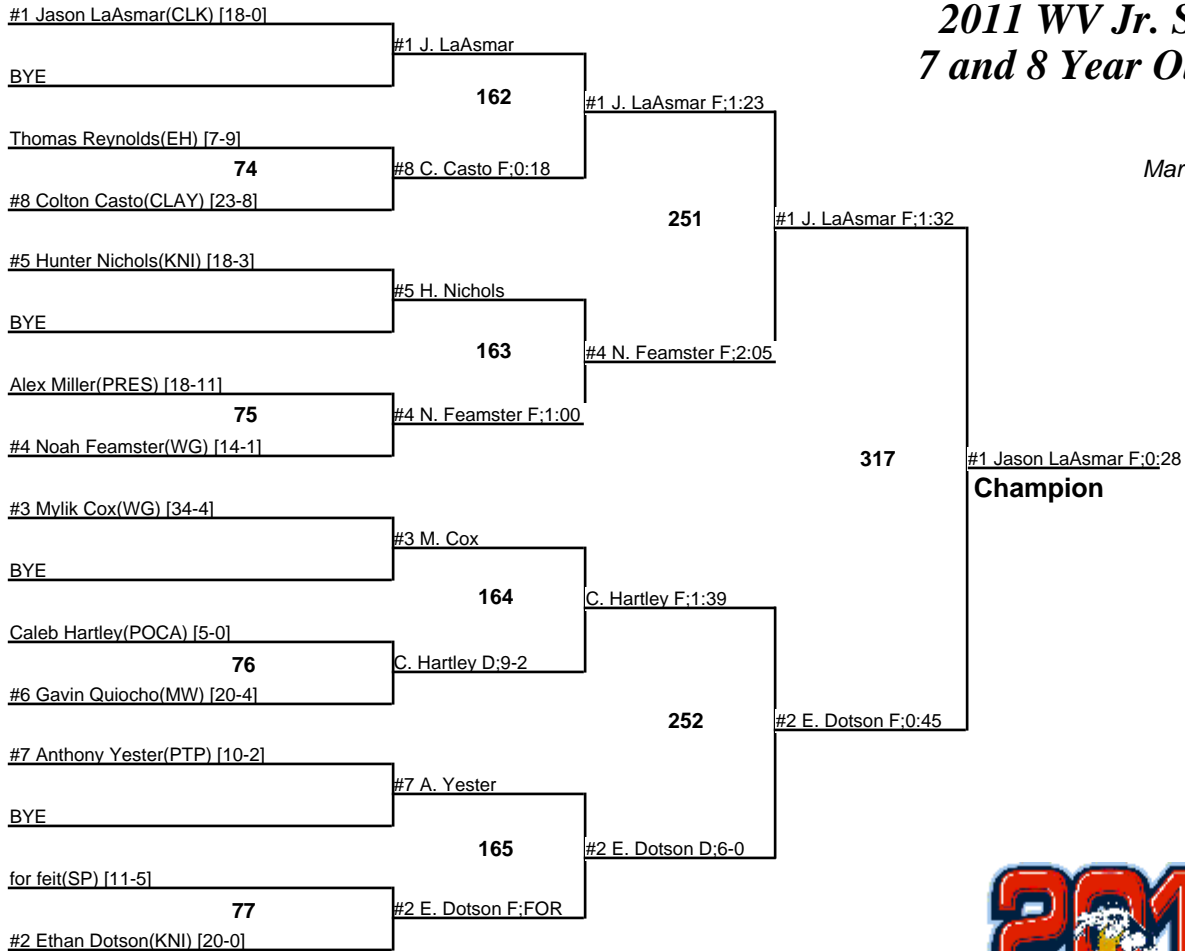 2011 WV Jr. S
7 and 8 Year O
Mar
#1 Jason LaAsmar(CLK) [18-0]
#1 J. LaAsmar
BYE
162
#1 J. LaAsmar F;1:23
Thomas Reynolds(EH) [7-9]
74
#8 C. Casto F;0:18
#8 Colton Casto(CLAY) [23-8]
251
#1 J. LaAsmar F;1:32
#5 Hunter Nichols(KNI) [18-3]
#5 H. Nichols
BYE
163
#4 N. Feamster F;2:05
Alex Miller(PRES) [18-11]
75
#4 N. Feamster F;1:00
#4 Noah Feamster(WG) [14-1]
317
#1 Jason LaAsmar F;0:28
Champion
#3 Mylik Cox(WG) [34-4]
#3 M. Cox
BYE
164
C. Hartley F;1:39
Caleb Hartley(POCA) [5-0]
76
C. Hartley D;9-2
#6 Gavin Quiocho(MW) [20-4]
252
#2 E. Dotson F;0:45
#7 Anthony Yester(PTP) [10-2]
#7 A. Yester
BYE
165
#2 E. Dotson D;6-0
for feit(SP) [11-5]
77
#2 E. Dotson F;FOR
#2 Ethan Dotson(KNI) [20-0]
201